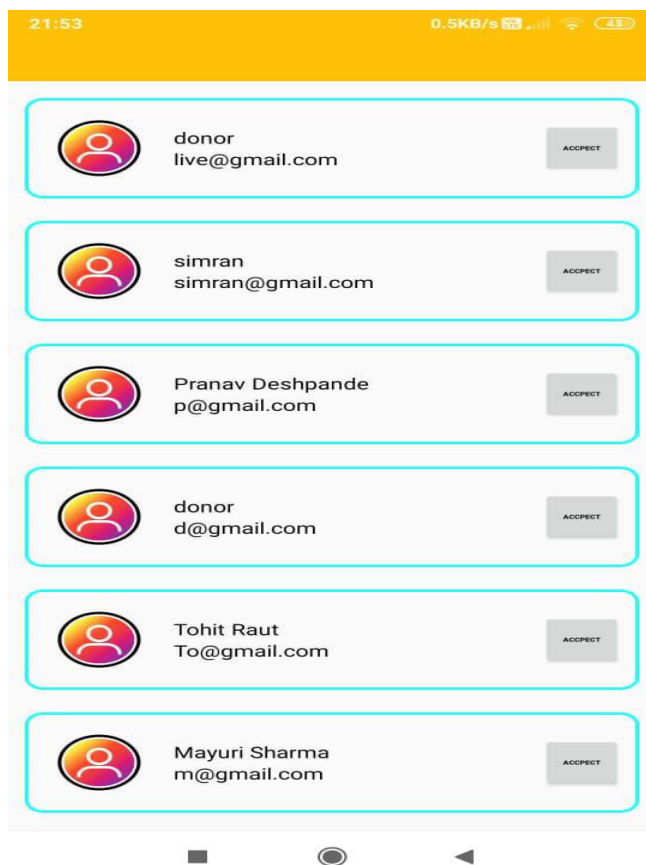 21:53 0.5KB/s 43
donor
live@gmail.com
ACCPECT
simran
simran@gmail.com
ACCPECT
Pranav Deshpande
p@gmail.com
ACCPECT
donor
d@gmail.com
ACCPECT
Tohit Raut
To@gmail.com
ACCPECT
Mayuri Sharma
m@gmail.com
ACCPECT